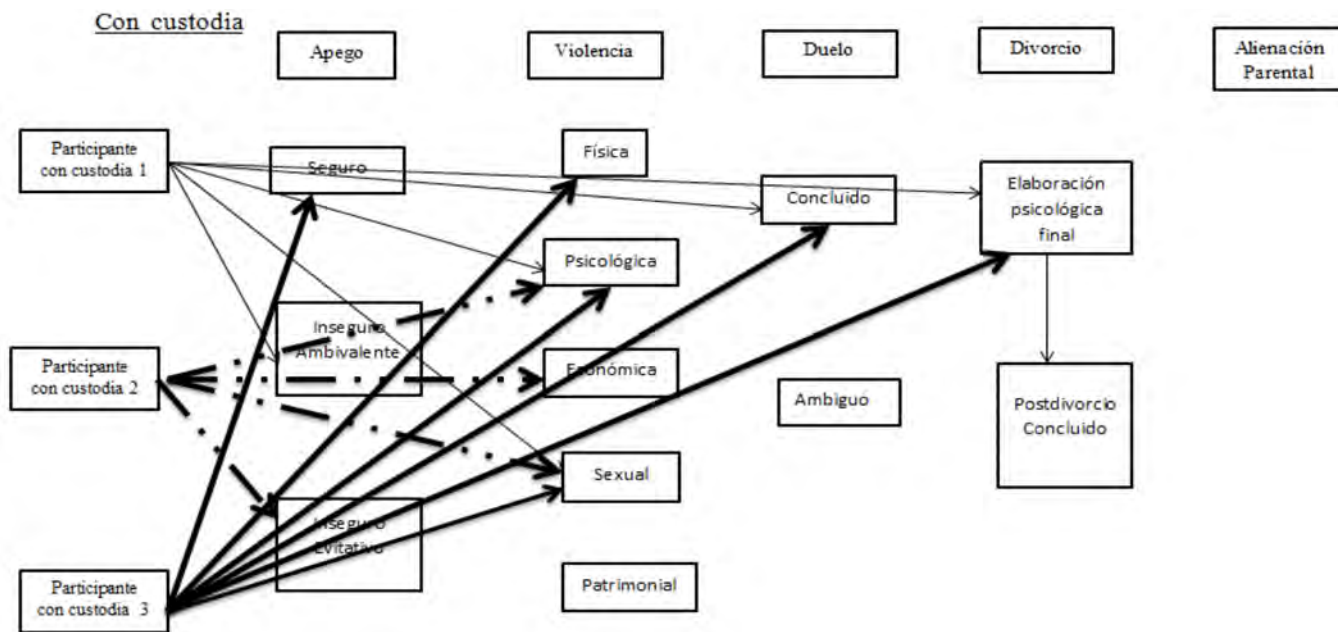 Con custodia
Apego
Violencia
Duelo
Divorcio
Alienación
Parental
Participante
con custodia 1
Seguro
Física
Concluido
Elaboración
psicológica
final
Psicológica
Inseguro
Ambivalente
Participante
con custodia 2
Económica
Ambiguo
Postdivorcio
Concluido
Sexual
Inseguro
Evitativo
Participante
con custodia 3
Patrimonial